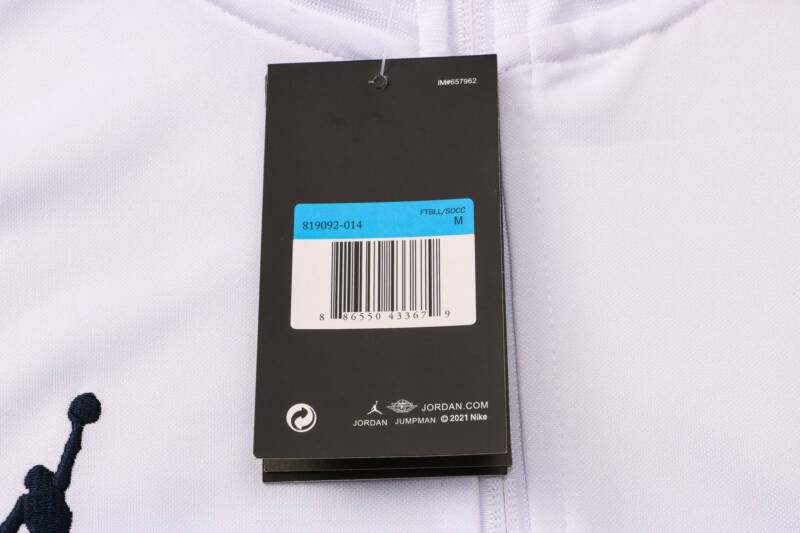 IM#657962
FTBLL/SOCC
819092-014 M
8 86550 43367 9
JORDAN.COM
JORDAN JUMPMAN © 2021 Nike